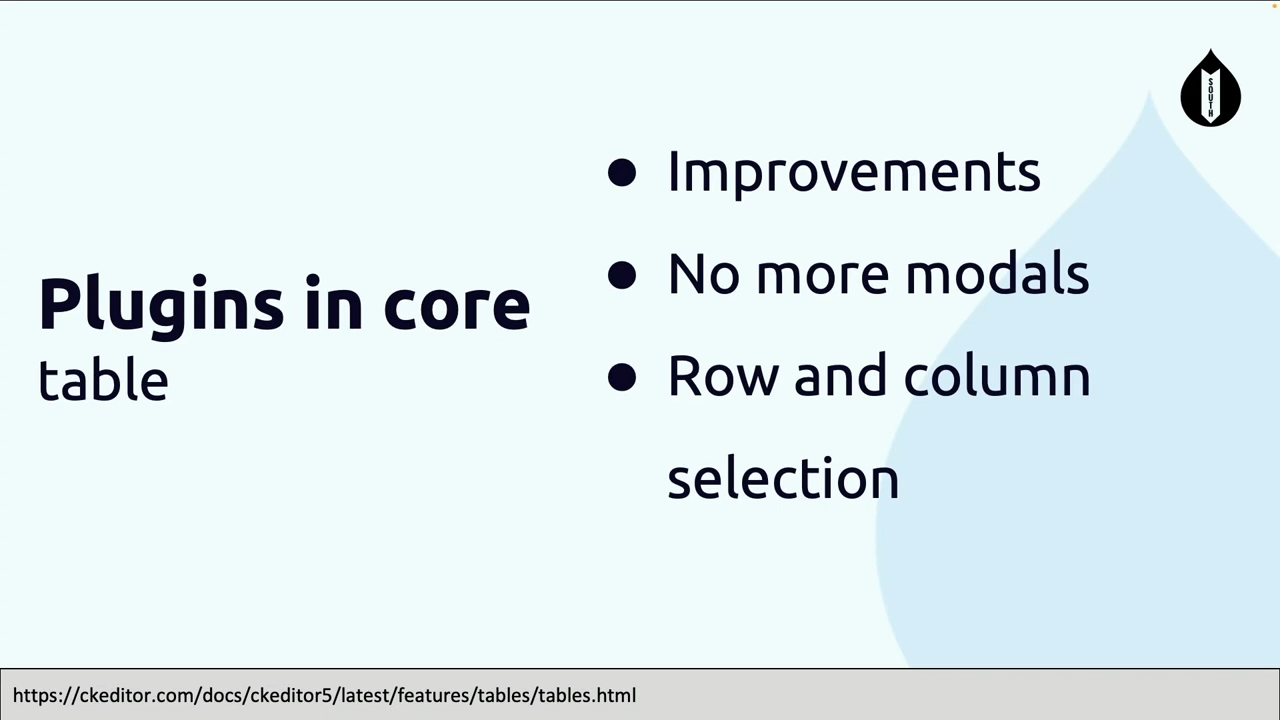 SOUTH
Plugins in core
table
● Improvements
● No more modals
● Row and column
selection
https://ckeditor.com/docs/ckeditor5/latest/features/tables/tables.html